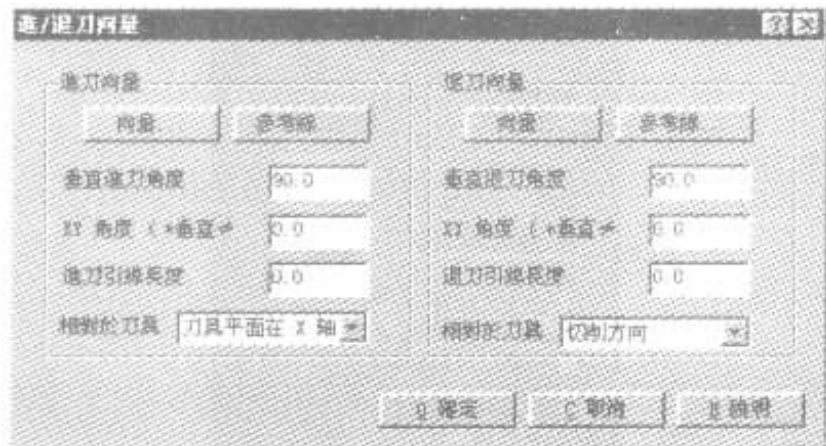 進/退刀向量
進刀向量
向量 參考線
垂直進刀角度 90.0
XY 角度 (*垂直≠ 0.0
進刀引線長度 0.0
相對於刀具 刀具平面在 X 軸
退刀向量
向量 參考線
垂直退刀角度 90.0
XY 角度 (*垂直≠ 0.0
退刀引線長度 0.0
相對於刀具 切削方向
O 確定 C 取消 H 說明